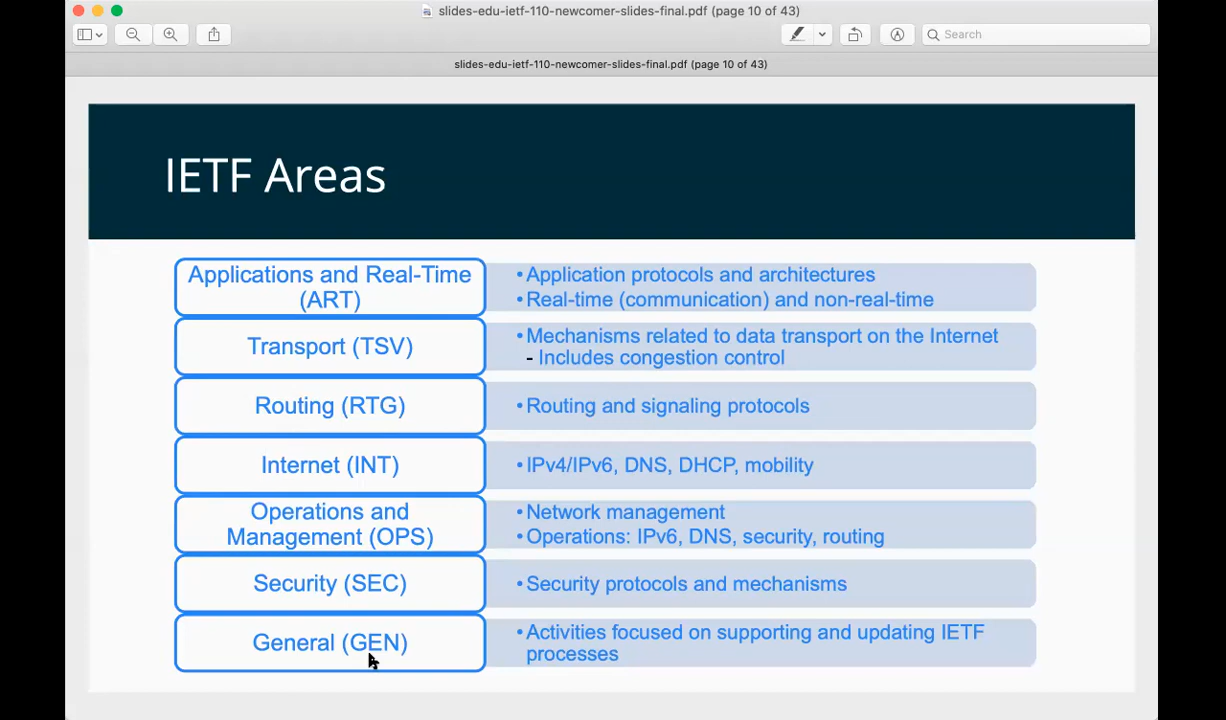 slides-edu-ietf-110-newcomer-slides-final.pdf (page 10 of 43)
Search
slides-edu-ietf-110-newcomer-slides-final.pdf (page 10 of 43)
IETF Areas
Applications and Real-Time
(ART)
•Application protocols and architectures
•Real-time (communication) and non-real-time
Transport (TSV)
•Mechanisms related to data transport on the Internet
- Includes congestion control
Routing (RTG)
•Routing and signaling protocols
Internet (INT)
•IPv4/IPv6, DNS, DHCP, mobility
Operations and
Management (OPS)
•Network management
•Operations: IPv6, DNS, security, routing
Security (SEC)
•Security protocols and mechanisms
General (GEN)
•Activities focused on supporting and updating IETF
processes